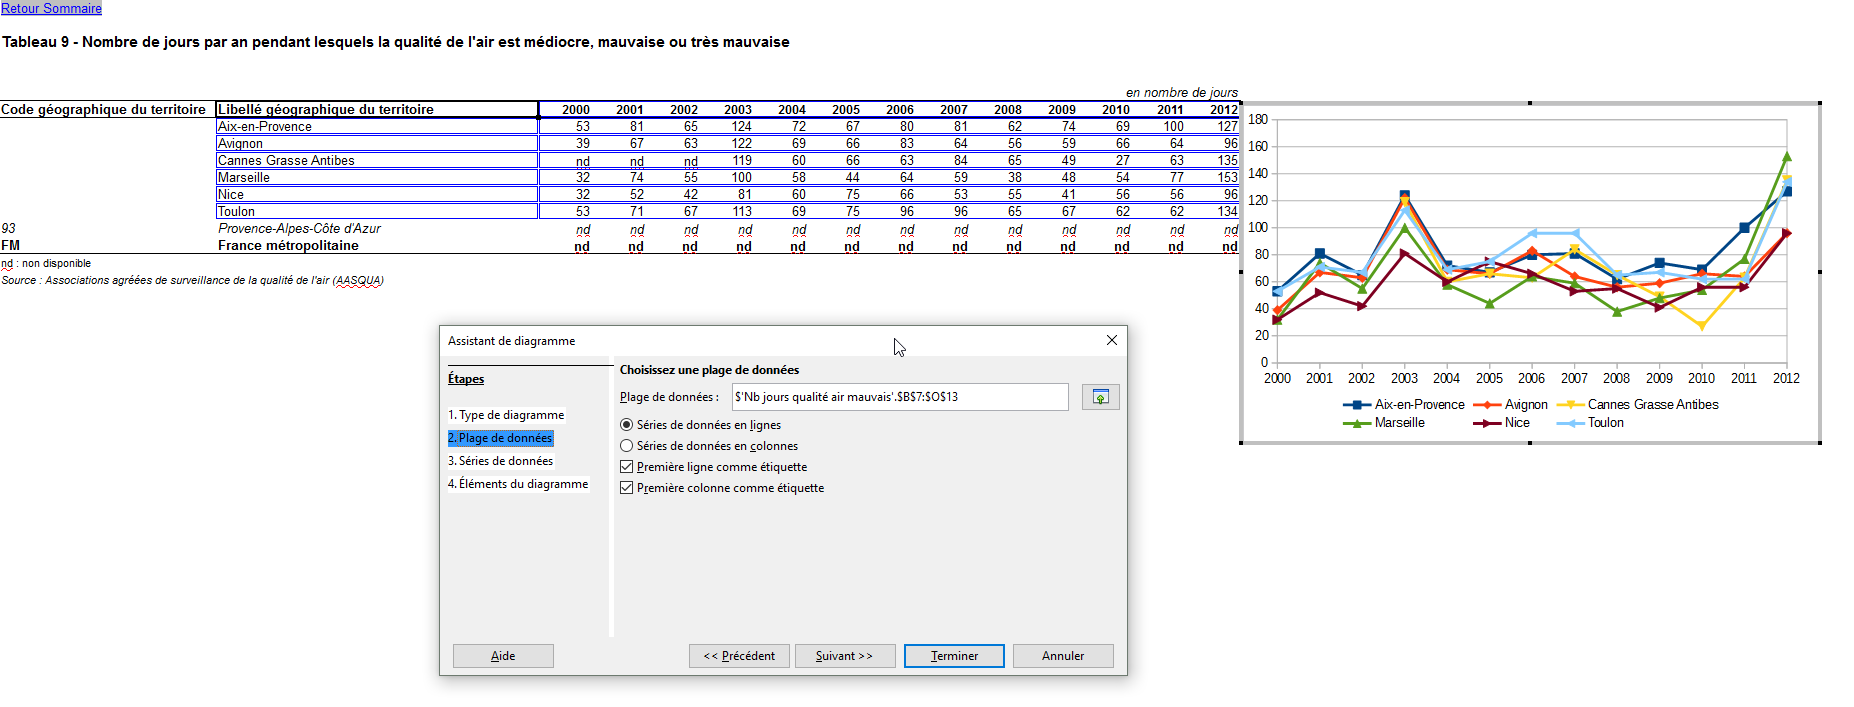 Retour Sommaire
Tableau 9 - Nombre de jours par an pendant lesquels la qualité de l'air est médiocre, mauvaise ou très mauvaise
en nombre de jours
Code géographique du territoire Libellé géographique du territoire 2000 2001 2002 2003 2004 2005 2006 2007 2008 2009 2010 2011 2012
Aix-en-Provence 53 81 65 124 72 67 80 81 62 74 69 100 127
Avignon 39 67 63 122 69 66 83 64 56 59 66 64 96
Cannes Grasse Antibes nd nd nd 119 60 66 63 84 65 49 27 63 135
Marseille 32 74 55 100 58 44 64 59 38 48 54 77 153
Nice 32 52 42 81 60 75 66 53 55 41 56 56 96
Toulon 53 71 67 113 69 75 96 96 65 67 62 62 134
93 Provence-Alpes-Côte d'Azur nd nd nd nd nd nd nd nd nd nd nd nd nd
FM France métropolitaine nd nd nd nd nd nd nd nd nd nd nd nd nd
nd : non disponible
Source : Associations agréées de surveillance de la qualité de l'air (AASQUA)
180
160
140
120
100
80
60
40
20
0
2000 2001 2002 2003 2004 2005 2006 2007 2008 2009 2010 2011 2012
Aix-en-Provence Avignon Cannes Grasse Antibes
Marseille Nice Toulon
Assistant de diagramme
Étapes
1. Type de diagramme
2. Plage de données
3. Séries de données
4. Éléments du diagramme
Choisissez une plage de données
Plage de données : $'Nb jours qualité air mauvais'.$B$7:$O$13
Séries de données en lignes
Séries de données en colonnes
Première ligne comme étiquette
Première colonne comme étiquette
Aide << Précédent Suivant >> Terminer Annuler